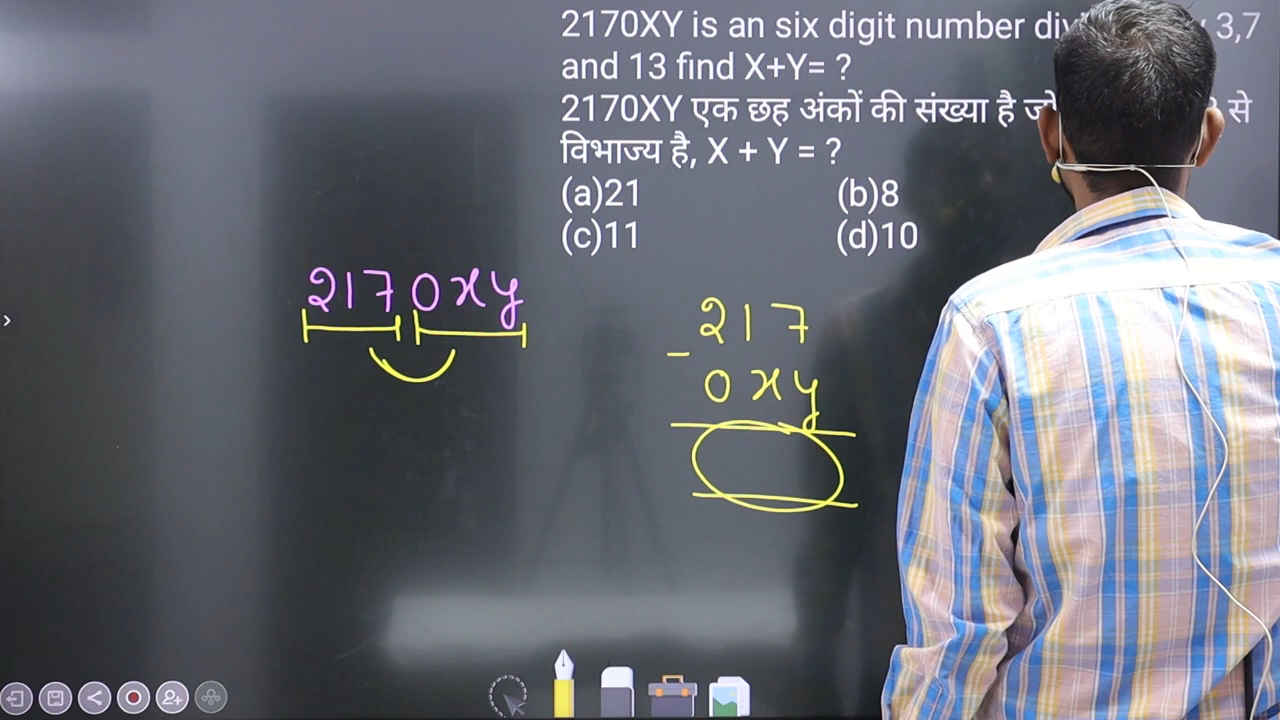 2170XY is an six digit number 3,7
and 13 find X+Y= ?
2170XY एक छह अंकों की संख्या है से
विभाज्य है, X + Y = ?
(a)21 (b)8
(c)11 (d)10
2170xy
217
- 0xy